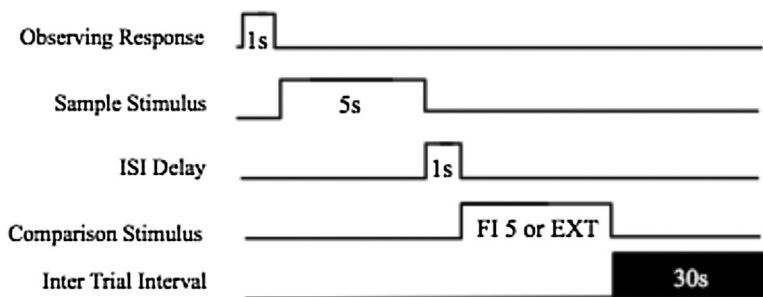 Observing Response 1s
Sample Stimulus 5s
ISI Delay 1s
Comparison Stimulus FI 5 or EXT
Inter Trial Interval 30s